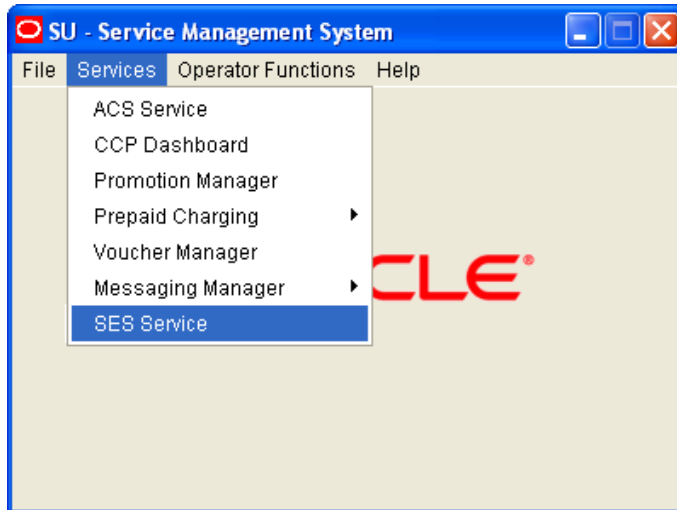 SU - Service Management System
File Services Operator Functions Help
ACS Service
CCP Dashboard
Promotion Manager
Prepaid Charging
Voucher Manager
Messaging Manager
CLE®
SES Service